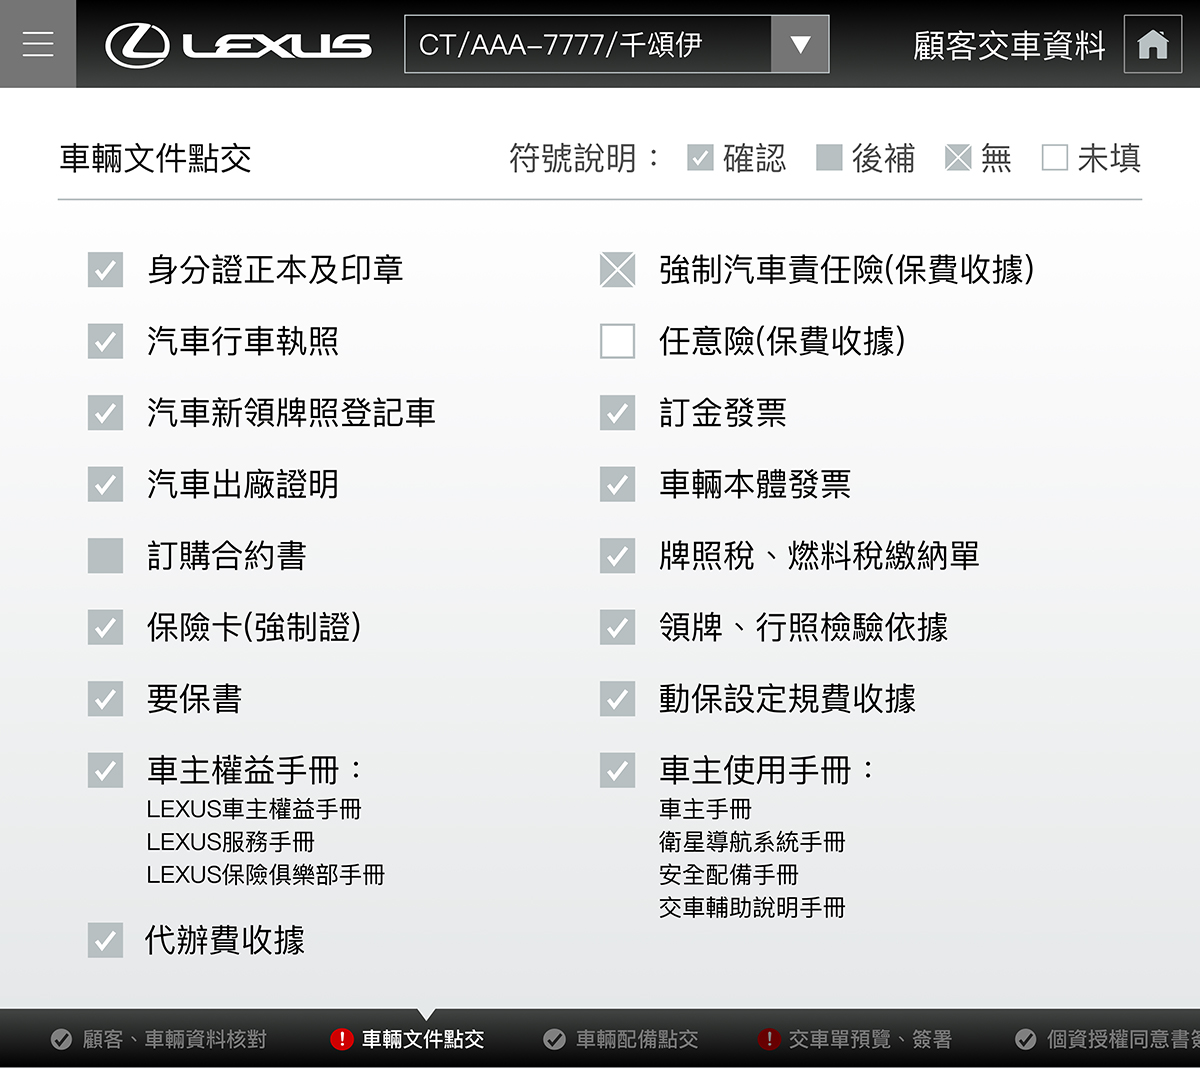 LEXUS
CT/AAA-7777/千頌伊
顧客交車資料
車輛文件點交
符號說明：
確認
後補
無
未填
身分證正本及印章
強制汽車責任險(保費收據)
汽車行車執照
任意險(保費收據)
汽車新領牌照登記車
訂金發票
汽車出廠證明
車輛本體發票
訂購合約書
牌照稅、燃料稅繳納單
保險卡(強制證)
領牌、行照檢驗依據
要保書
動保設定規費收據
車主權益手冊：
LEXUS車主權益手冊
LEXUS服務手冊
LEXUS保險俱樂部手冊
車主使用手冊：
車主手冊
衛星導航系統手冊
安全配備手冊
交車輔助說明手冊
代辦費收據
顧客、車輛資料核對
車輛文件點交
車輛配備點交
交車單預覽、簽署
個資授權同意書簽